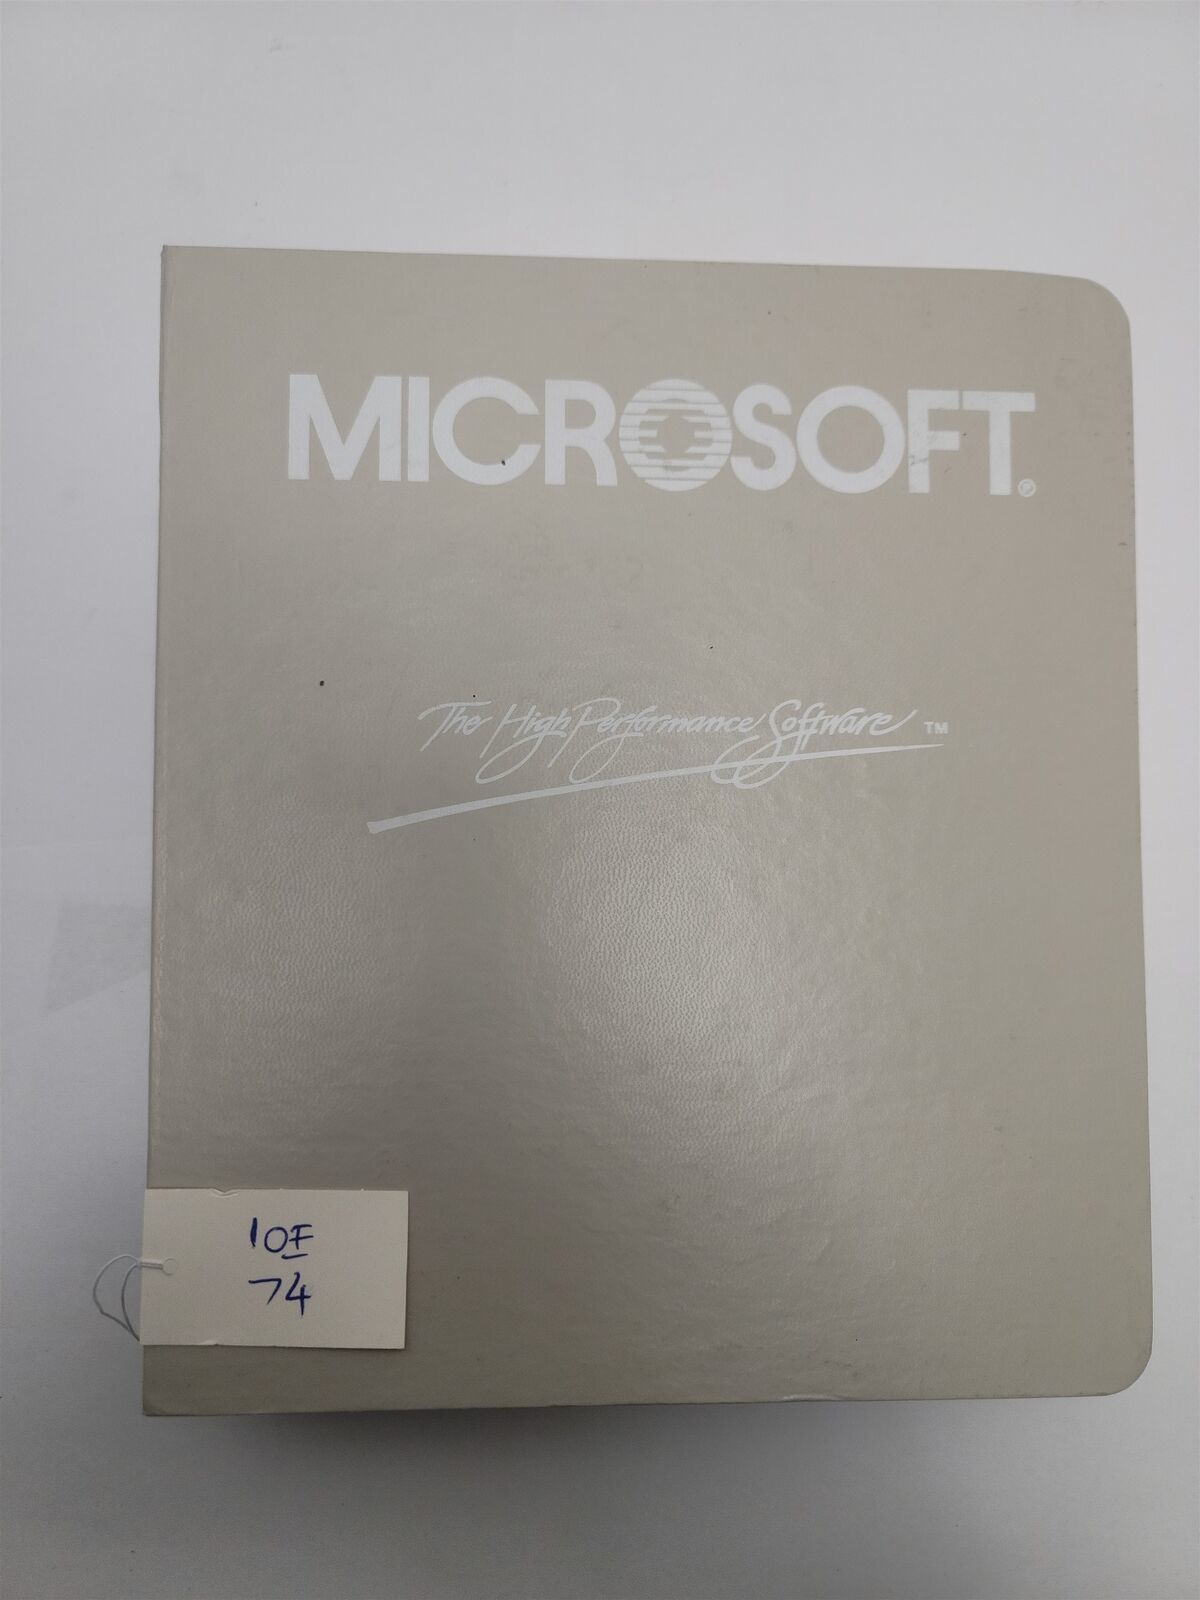 MICROSOFT®
The High Performance Software™
1 OF
74